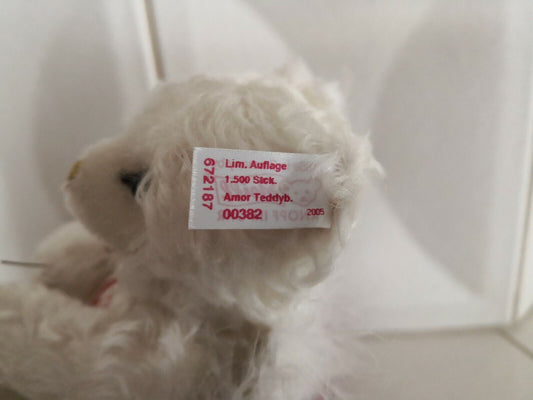 672187
Lim. Auflage
1.500 Stck.
Amor Teddyb.
00382 2005